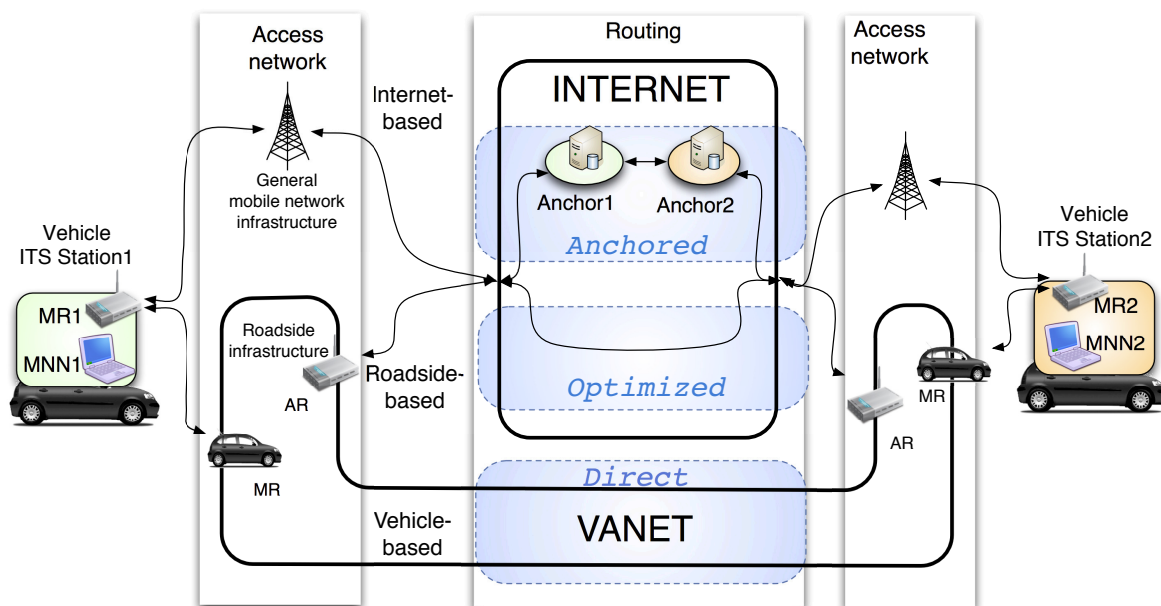 Access
network
Routing
Access
network
Internet-
based
INTERNET
General
mobile network
infrastructure
Anchor1
Anchor2
Anchored
Vehicle
ITS Station1
MR1
MNN1
Vehicle
ITS Station2
MR2
MNN2
Roadside
infrastructure
AR
Roadside-
based
Optimized
MR
AR
MR
Direct
Vehicle-
based
VANET